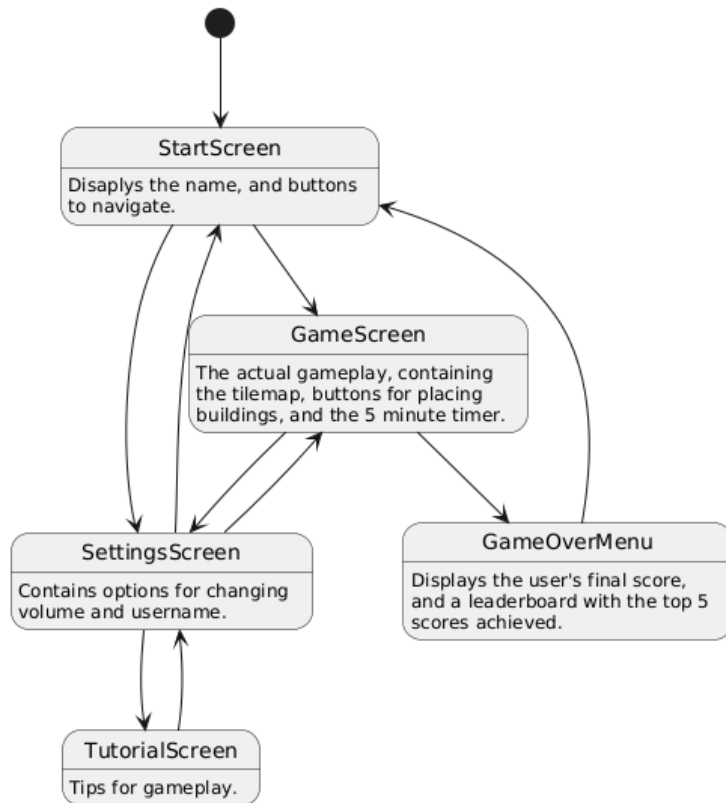 StartScreen
Disaplys the name, and buttons
to navigate.
GameScreen
The actual gameplay, containing
the tilemap, buttons for placing
buildings, and the 5 minute timer.
SettingsScreen
Contains options for changing
volume and username.
GameOverMenu
Displays the user's final score,
and a leaderboard with the top 5
scores achieved.
TutorialScreen
Tips for gameplay.